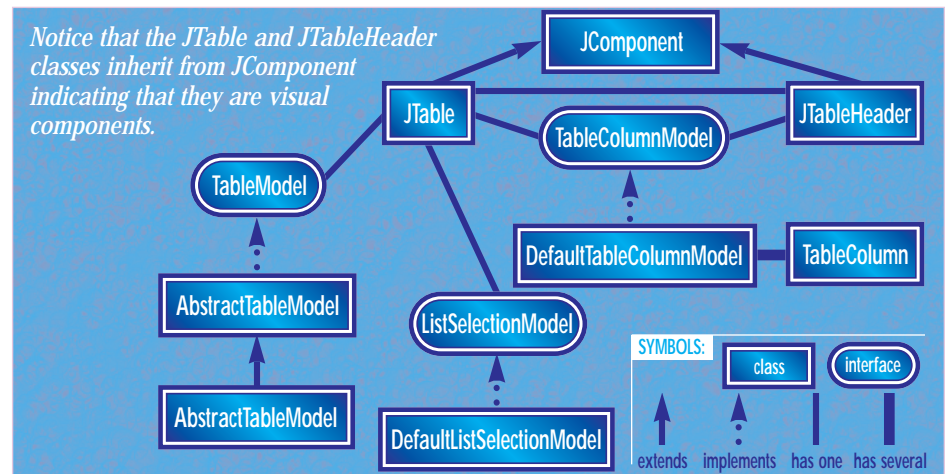 Notice that the JTable and JTableHeader
classes inherit from JComponent
indicating that they are visual
components.
JComponent
JTable
JTableHeader
TableColumnModel
TableModel
DefaultTableColumnModel
TableColumn
AbstractTableModel
ListSelectionModel
AbstractTableModel
DefaultListSelectionModel
SYMBOLS:
class
interface
extends
implements
has one
has several